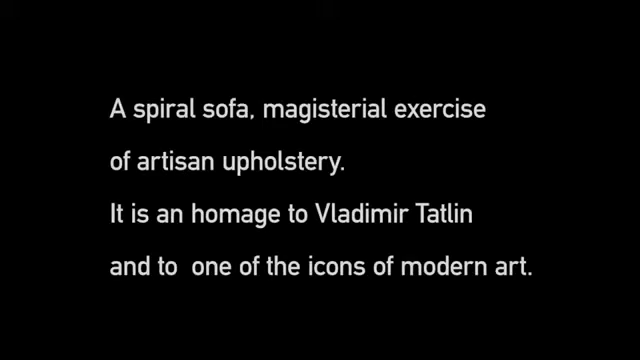 A spiral sofa, magisterial exercise
of artisan upholstery.
It is an homage to Vladimir Tatlin
and to  one of the icons of modern art.